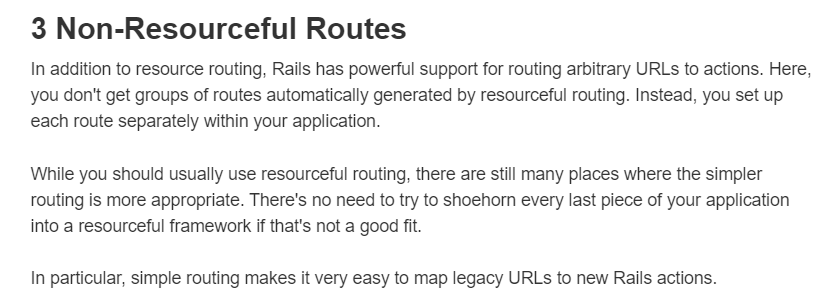 3 Non-Resourceful Routes
In addition to resource routing, Rails has powerful support for routing arbitrary URLs to actions. Here,
you don't get groups of routes automatically generated by resourceful routing. Instead, you set up
each route separately within your application.
While you should usually use resourceful routing, there are still many places where the simpler
routing is more appropriate. There's no need to try to shoehorn every last piece of your application
into a resourceful framework if that's not a good fit.
In particular, simple routing makes it very easy to map legacy URLs to new Rails actions.